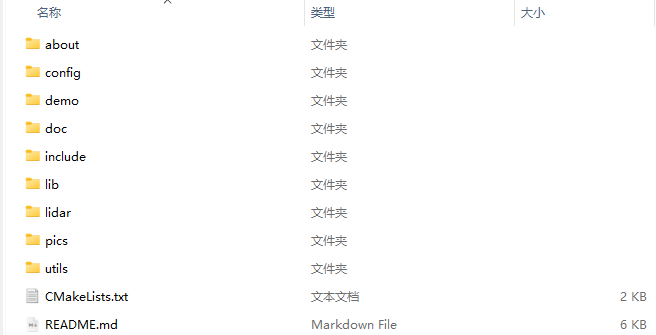 名称 类型 大小
about 文件夹
config 文件夹
demo 文件夹
doc 文件夹
include 文件夹
lib 文件夹
lidar 文件夹
pics 文件夹
utils 文件夹
CMakeLists.txt 文本文档 2 KB
README.md Markdown File 6 KB